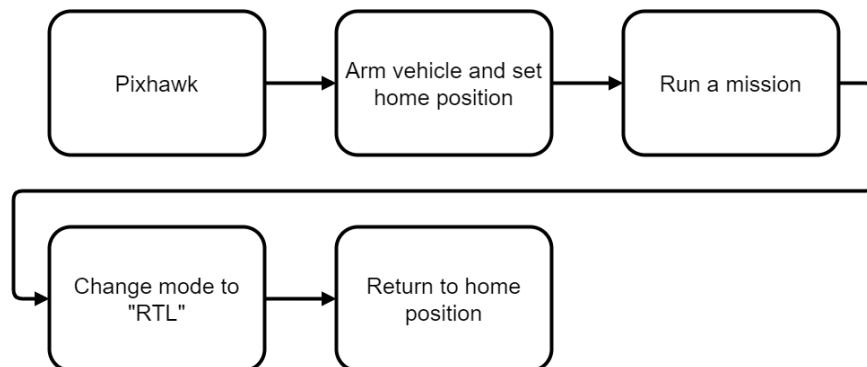 Pixhawk
Arm vehicle and set
home position
Run a mission
Change mode to
"RTL"
Return to home
position